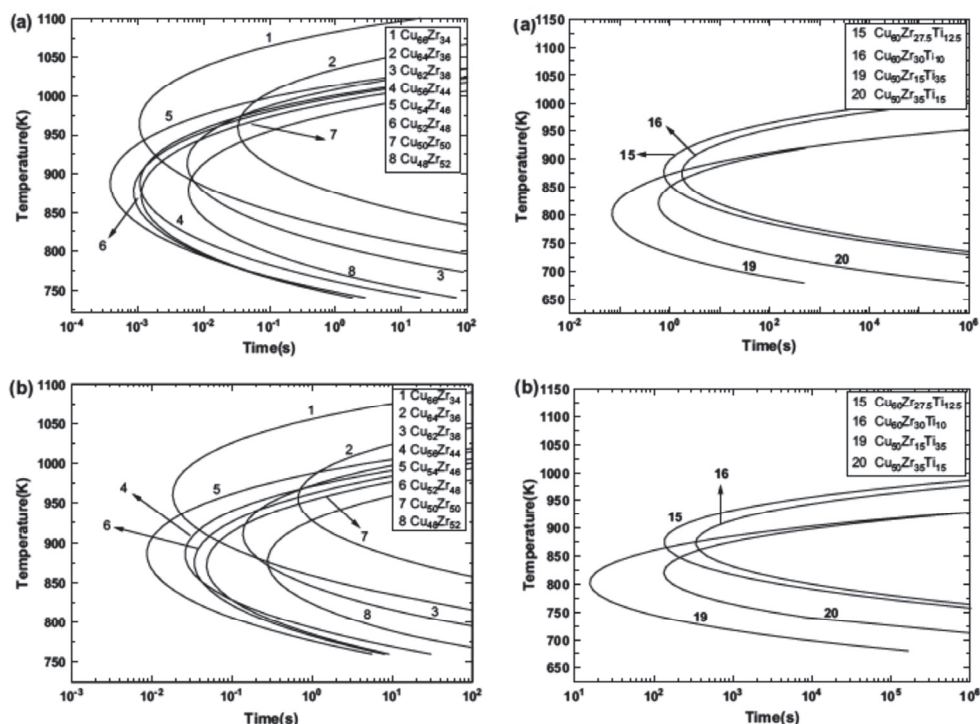 (a)
1150
1100
1050
1000
950
900
850
800
750
Temperature(K)
10-4 10-3 10-2 10-1 100 101 102
Time(s)
1 Cu66Zr34
2 Cu64Zr36
3 Cu62Zr38
4 Cu56Zr44
5 Cu54Zr46
6 Cu52Zr48
7 Cu50Zr50
8 Cu48Zr52
1
2
5
7
4
6
8
3
(a)
1150
1100
1050
1000
950
900
850
800
750
700
650
Temperature(K)
10-2 100 102 104 106
Time(s)
15 Cu60Zr27.5Ti12.5
16 Cu60Zr30Ti10
19 Cu50Zr15Ti35
20 Cu50Zr35Ti15
16
15
19
20
(b)
1100
1050
1000
950
900
850
800
750
Temperature(K)
10-3 10-2 10-1 100 101 102
Time(s)
1 Cu66Zr34
2 Cu64Zr36
3 Cu62Zr38
4 Cu56Zr44
5 Cu54Zr46
6 Cu52Zr48
7 Cu50Zr50
8 Cu48Zr52
1
2
4
5
6
7
8
3
(b)
1150
1100
1050
1000
950
900
850
800
750
700
650
Temperature(K)
101 102 103 104 105 106
Time(s)
15 Cu60Zr27.5Ti12.5
16 Cu60Zr30Ti10
19 Cu50Zr15Ti35
20 Cu50Zr35Ti15
16
15
19
20